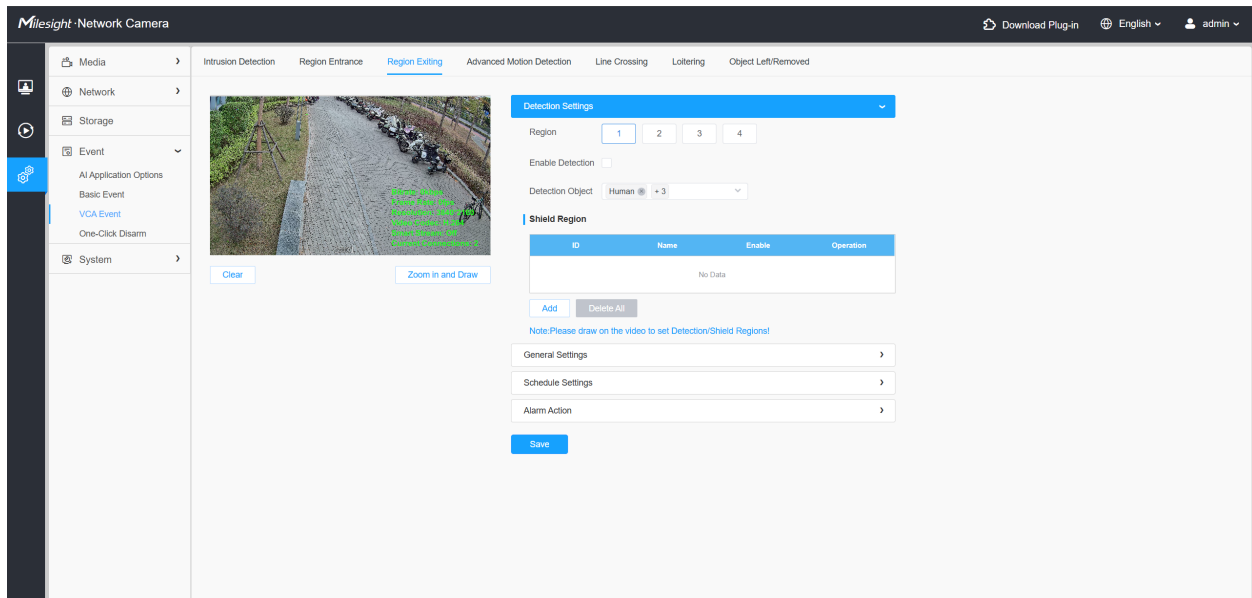 Milesight · Network Camera
Download Plug-in
English
admin
Media
Network
Storage
Event
AI Application Options
Basic Event
VCA Event
One-Click Disarm
System
Intrusion Detection
Region Entrance
Region Exiting
Advanced Motion Detection
Line Crossing
Loitering
Object Left/Removed
Clear
Zoom in and Draw
Detection Settings
Region 1 2 3 4
Enable Detection
Detection Object Human + 3
Shield Region
ID Name Enable Operation
No Data
Add Delete All
Note:Please draw on the video to set Detection/Shield Regions!
General Settings
Schedule Settings
Alarm Action
Save